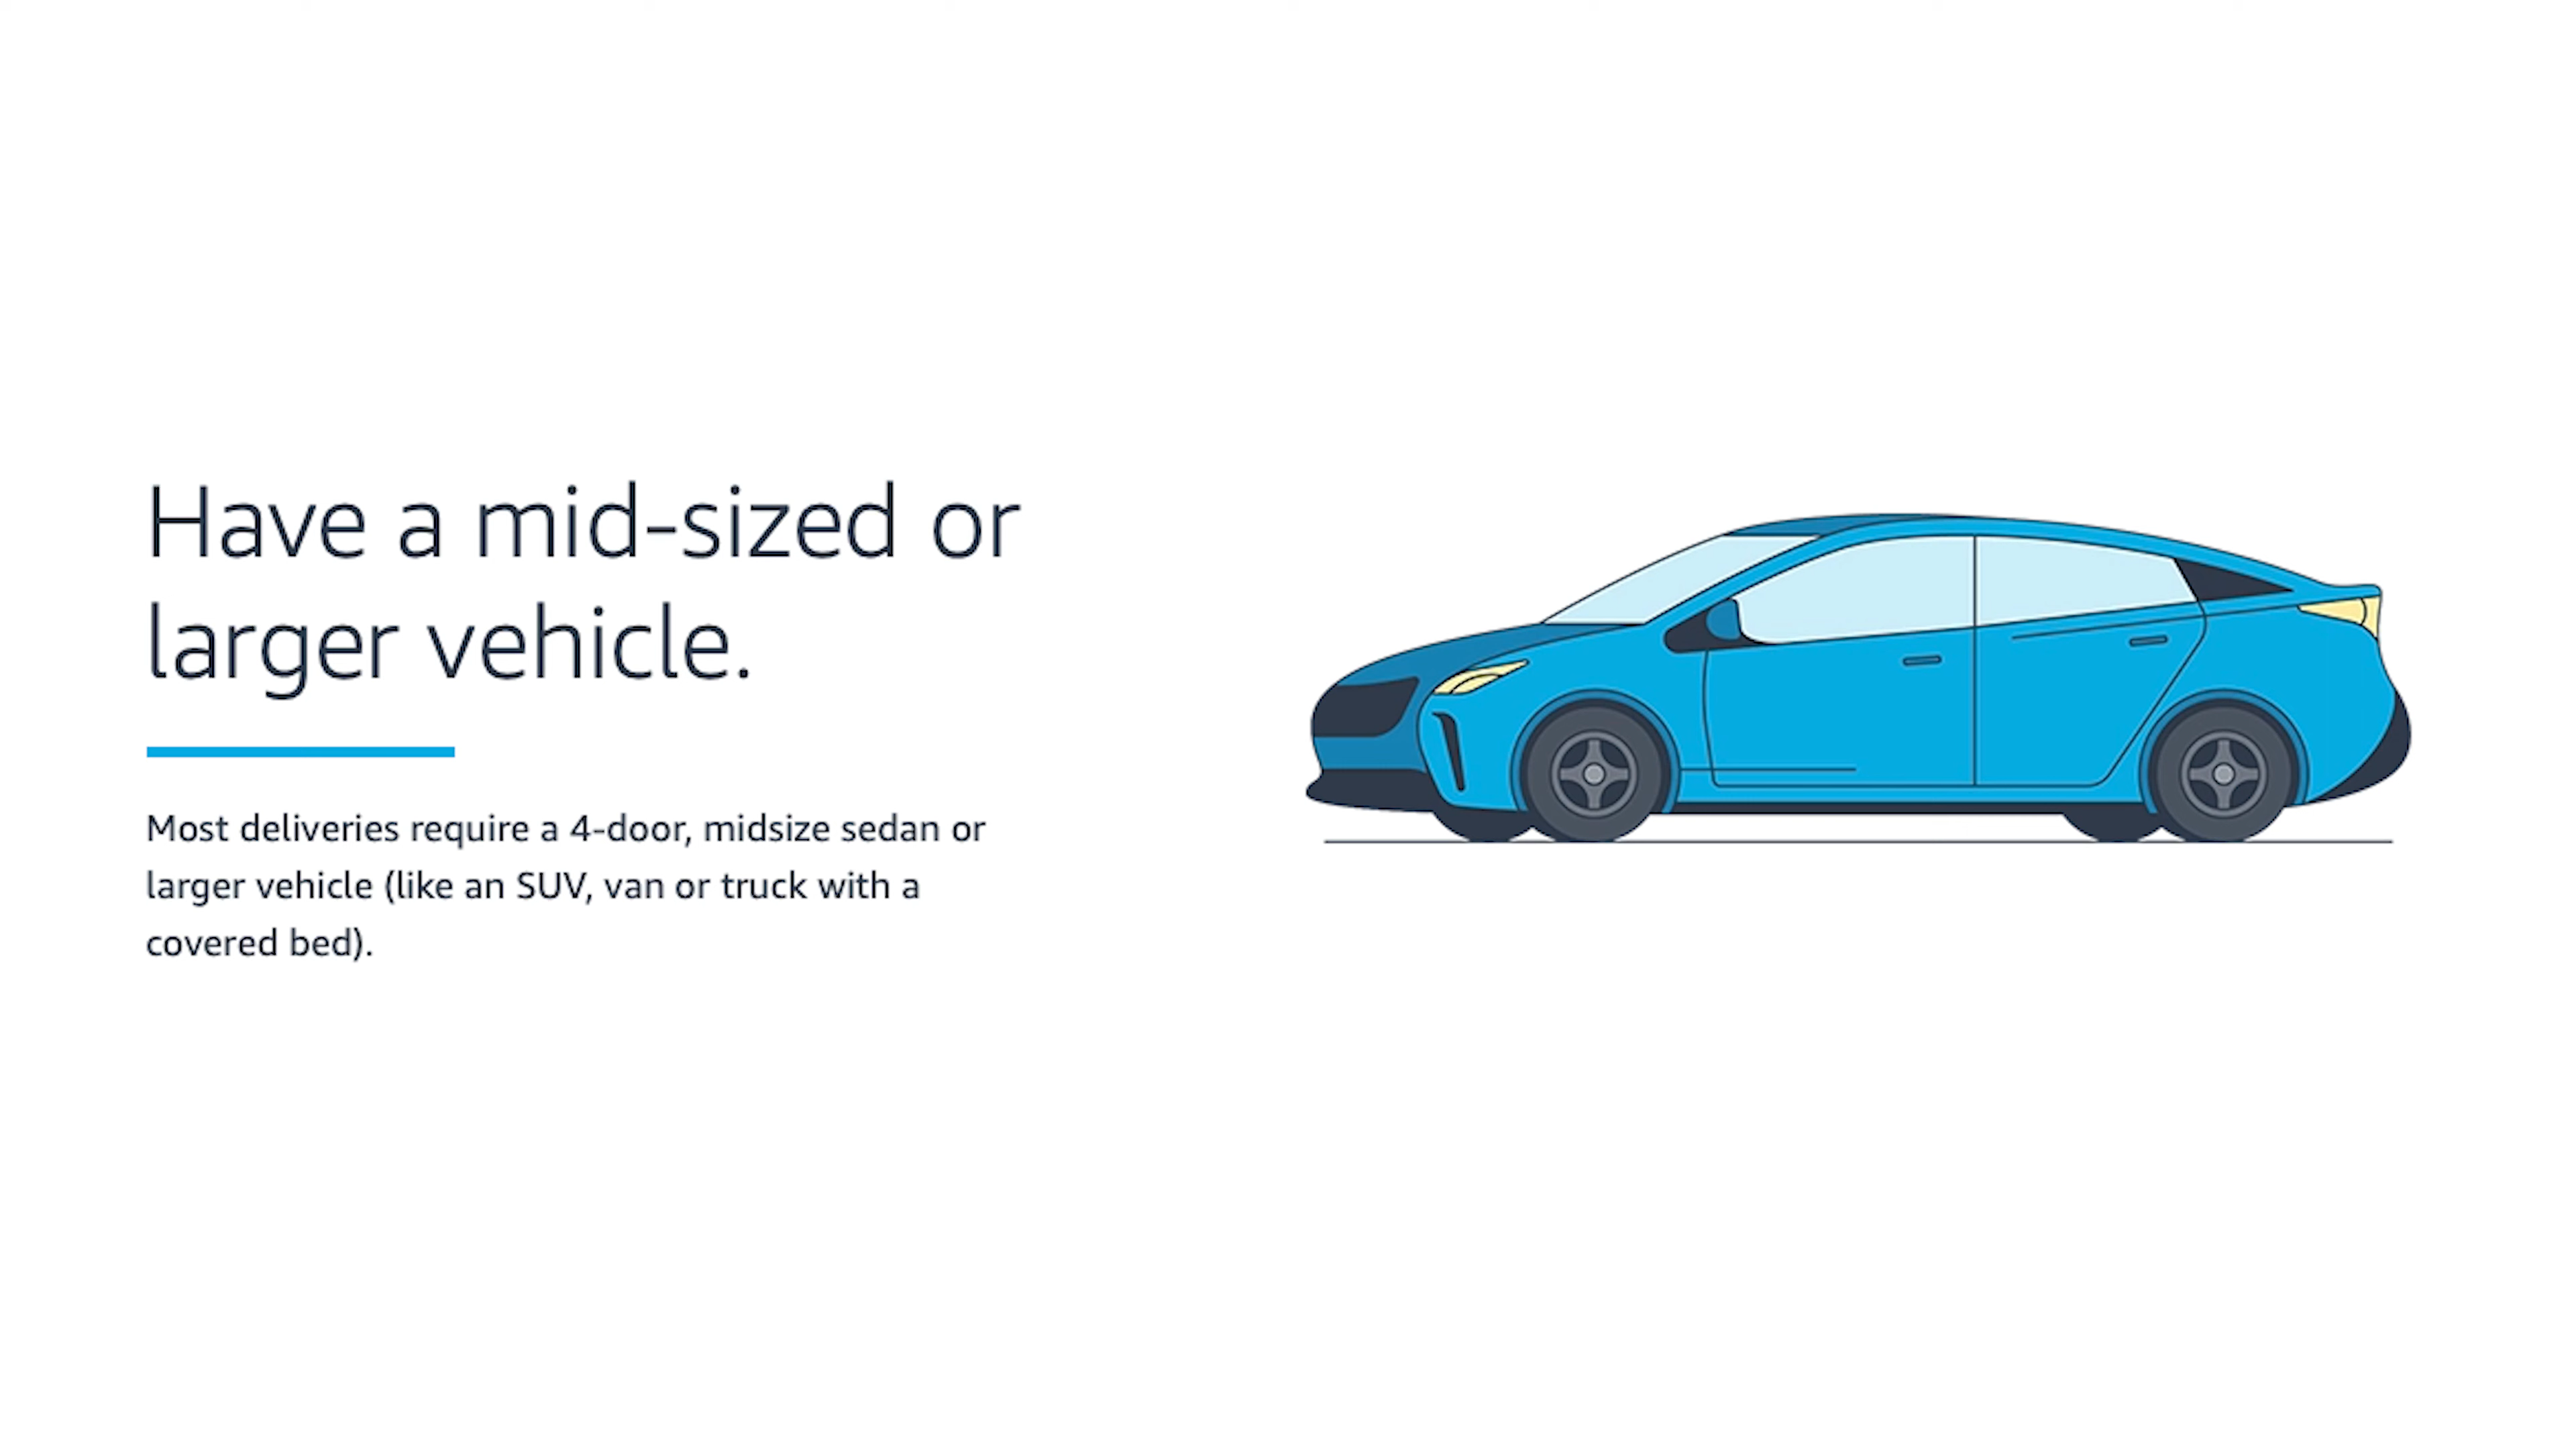 Have a mid-sized or
larger vehicle.
Most deliveries require a 4-door, midsize sedan or
larger vehicle (like an SUV, van or truck with a
covered bed).